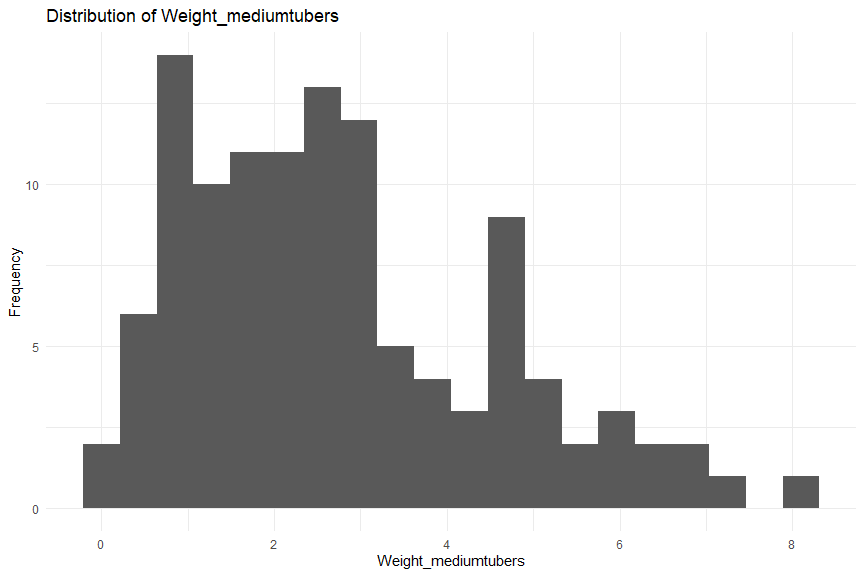 Distribution of Weight_mediumtubers
10
5
0
Frequency
0 2 4 6 8
Weight_mediumtubers